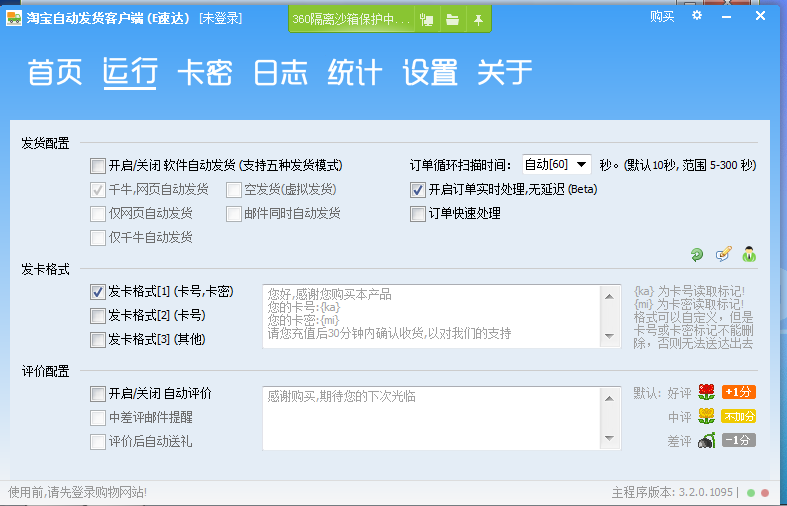 淘宝自动发货客户端 (E速达) [未登录]
360隔离沙箱保护中...
购买
首页 运行 卡密 日志 统计 设置 关于
发货配置
开启/关闭 软件自动发货 (支持五种发货模式)
订单循环扫描时间: 自动[60] 秒。(默认10秒, 范围 5-300 秒)
千牛,网页自动发货 空发货(虚拟发货)
开启订单实时处理,无延迟 (Beta)
仅网页自动发货 邮件同时自动发货
订单快速处理
仅千牛自动发货
发卡格式
发卡格式[1] (卡号,卡密)
发卡格式[2] (卡号)
发卡格式[3] (其他)
您好,感谢您购买本产品
您的卡号:{ka}
您的卡密:{mi}
请您充值后30分钟内确认收货,以对我们的支持
{ka} 为卡号读取标记!
{mi} 为卡密读取标记!
格式可以自定义，但是
卡号或卡密标记不能删
除，否则无法送达出去
评价配置
开启/关闭 自动评价
中差评邮件提醒
评价后自动送礼
感谢购买,期待您的下次光临
默认: 好评 +1分
中评 不加分
差评 -1分
使用前,请先登录购物网站!
主程序版本: 3.2.0.1095 |